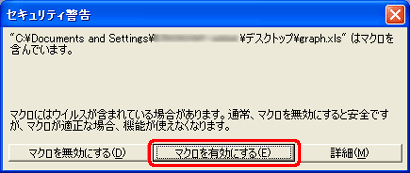 セキュリティ警告
"C:¥Documents and Settings¥ ¥デスクトップ¥graph.xls" はマクロを
含んでいます。
マクロにはウイルスが含まれている場合があります。通常、マクロを無効にすると安全です
が、マクロが適正な場合、機能が使えなくなります。
マクロを無効にする(D) マクロを有効にする(E) 詳細(M)